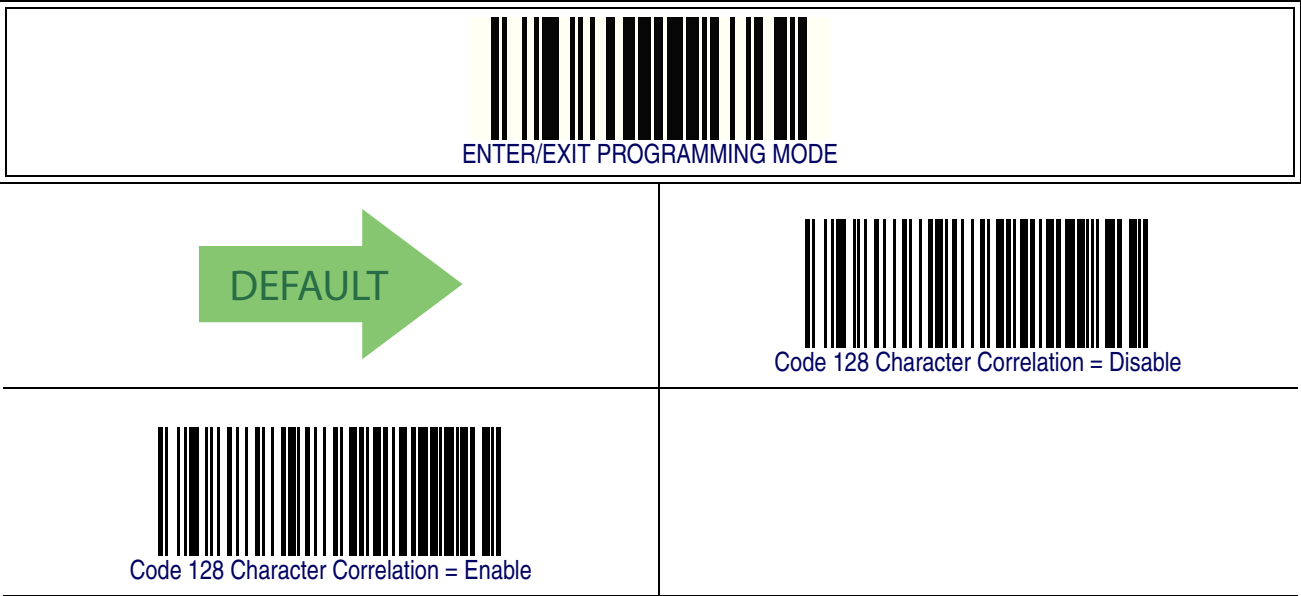 ENTER/EXIT PROGRAMMING MODE
DEFAULT
Code 128 Character Correlation = Disable
Code 128 Character Correlation = Enable